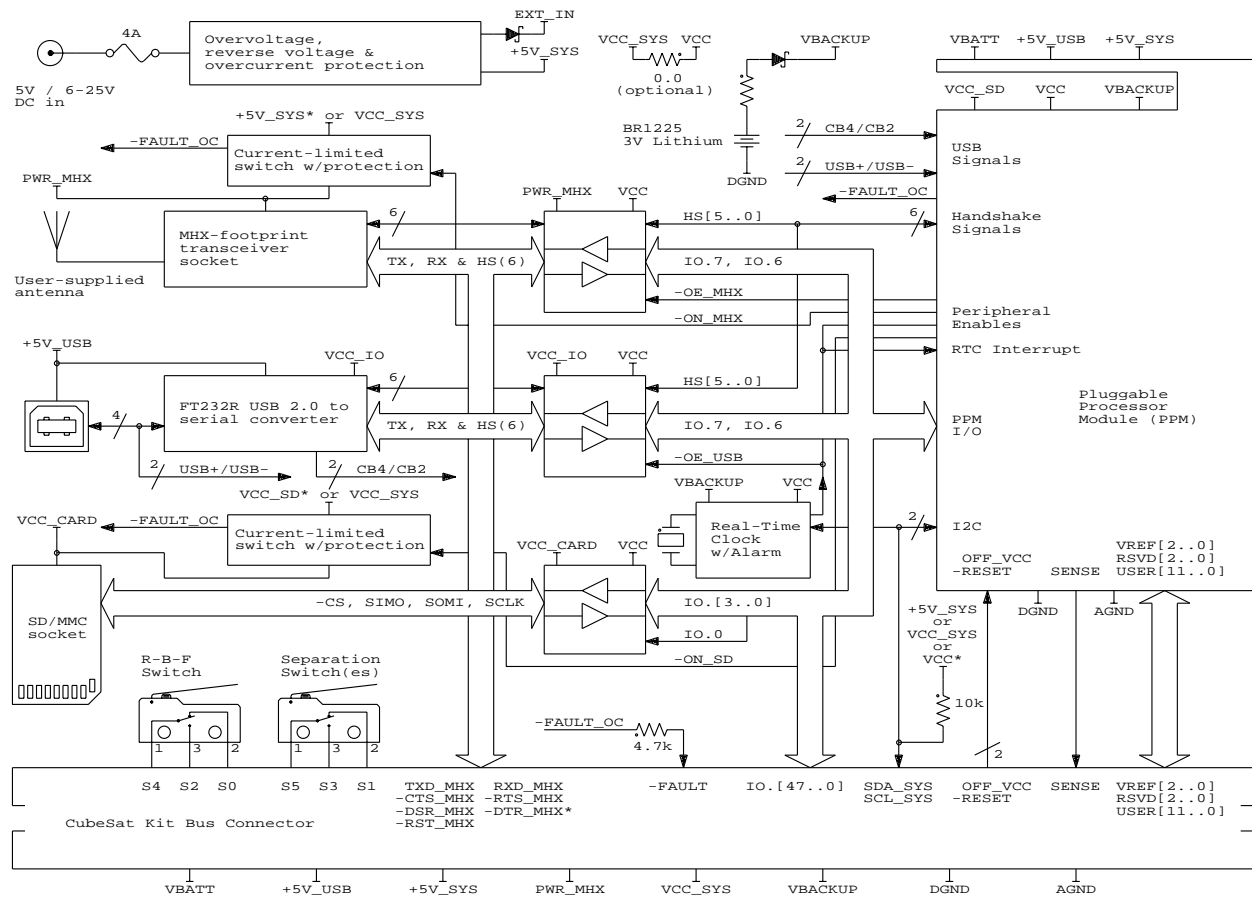 4A
5V / 6-25V
DC in
Overvoltage,
reverse voltage &
overcurrent protection
EXT_IN
+5V_SYS
VCC_SYS
VCC
0.0
(optional)
VBACKUP
BR1225
3V Lithium
DGND
VBATT
+5V_USB
+5V_SYS
VCC_SD
VCC
VBACKUP
2
CB4/CB2
2
USB+/USB-
-FAULT_OC
USB
Signals
+5V_SYS* or VCC_SYS
-FAULT_OC
Current-limited
switch w/protection
PWR_MHX
User-supplied
antenna
MHX-footprint
transceiver
socket
6
TX, RX & HS(6)
PWR_MHX
VCC
HS[5..0]
6
Handshake
Signals
IO.7, IO.6
-OE_MHX
-ON_MHX
Peripheral
Enables
RTC Interrupt
+5V_USB
VCC_IO
4
FT232R USB 2.0 to
serial converter
6
TX, RX & HS(6)
VCC_IO
VCC
HS[5..0]
IO.7, IO.6
-OE_USB
PPM
I/O
Pluggable
Processor
Module (PPM)
2
USB+/USB-
2
CB4/CB2
VCC_SD* or VCC_SYS
VCC_CARD
-FAULT_OC
Current-limited
switch w/protection
VBACKUP
VCC
Real-Time
Clock
w/Alarm
2
I2C
VCC_CARD
VCC
SD/MMC
socket
-CS, SIMO, SOMI, SCLK
IO.[3..0]
IO.0
-ON_SD
OFF_VCC
-RESET
SENSE
VREF[2..0]
RSVD[2..0]
USER[11..0]
DGND
AGND
+5V_SYS
or
VCC_SYS
or
VCC*
10k
R-B-F
Switch
1
3
2
Separation
Switch(es)
1
3
2
-FAULT_OC
4.7k
2
S4
S2
S0
S5
S3
S1
TXD_MHX
-CTS_MHX
-DSR_MHX
-RST_MHX
RXD_MHX
-RTS_MHX
-DTR_MHX*
-FAULT
IO.[47..0]
SDA_SYS
SCL_SYS
OFF_VCC
-RESET
SENSE
VREF[2..0]
RSVD[2..0]
USER[11..0]
CubeSat Kit Bus Connector
VBATT
+5V_USB
+5V_SYS
PWR_MHX
VCC_SYS
VBACKUP
DGND
AGND